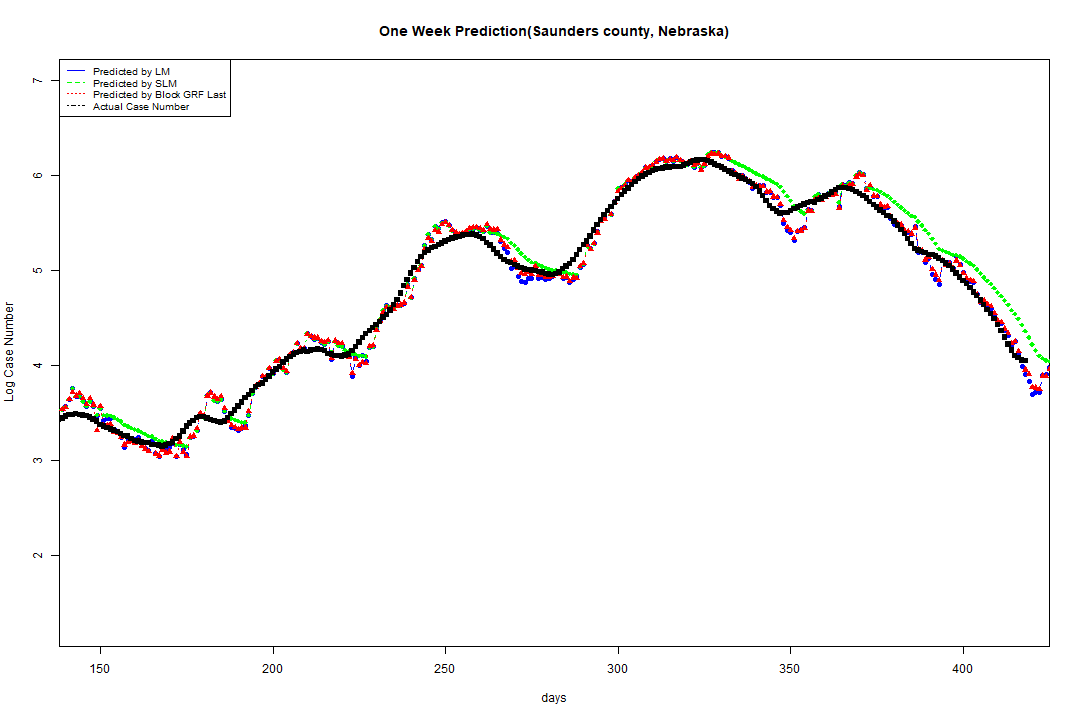 One Week Prediction(Saunders county, Nebraska)
Predicted by LM
Predicted by SLM
Predicted by Block GRF Last
Actual Case Number
7
6
5
4
3
2
Log Case Number
150 200 250 300 350 400
days